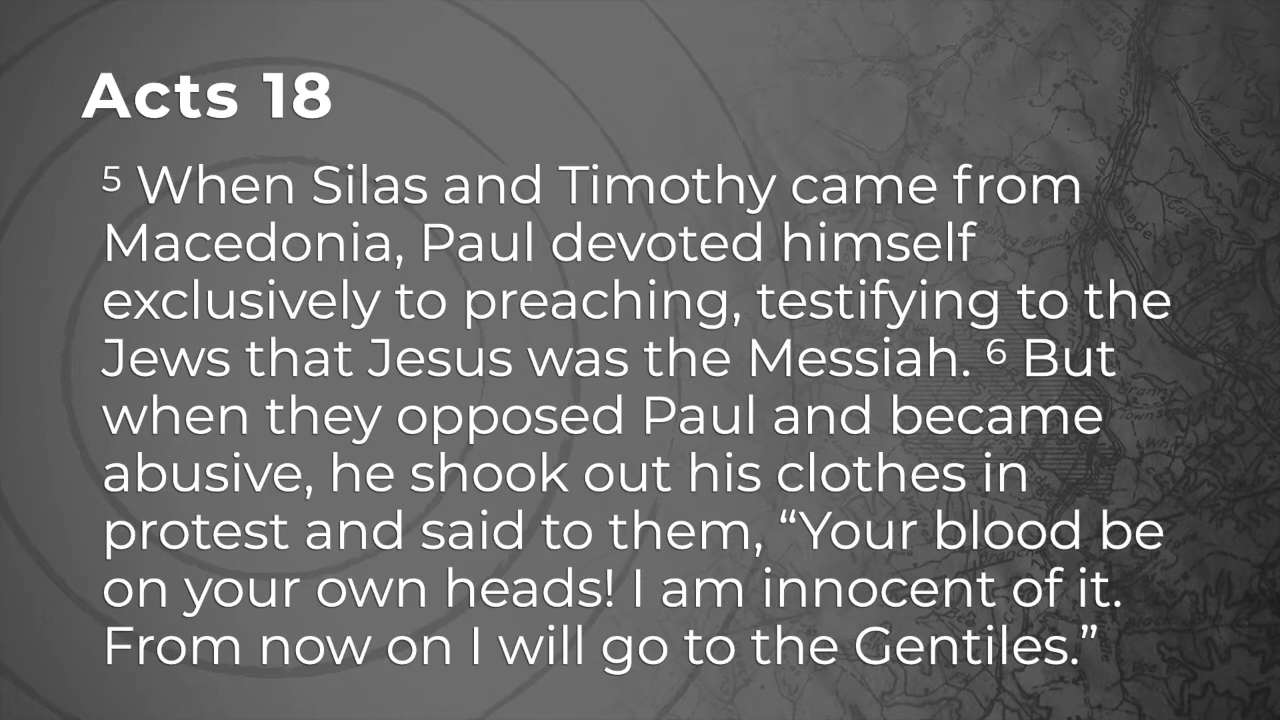 Acts 18
⁵ When Silas and Timothy came from
Macedonia, Paul devoted himself
exclusively to preaching, testifying to the
Jews that Jesus was the Messiah. ⁶ But
when they opposed Paul and became
abusive, he shook out his clothes in
protest and said to them, “Your blood be
on your own heads! I am innocent of it.
From now on I will go to the Gentiles.”